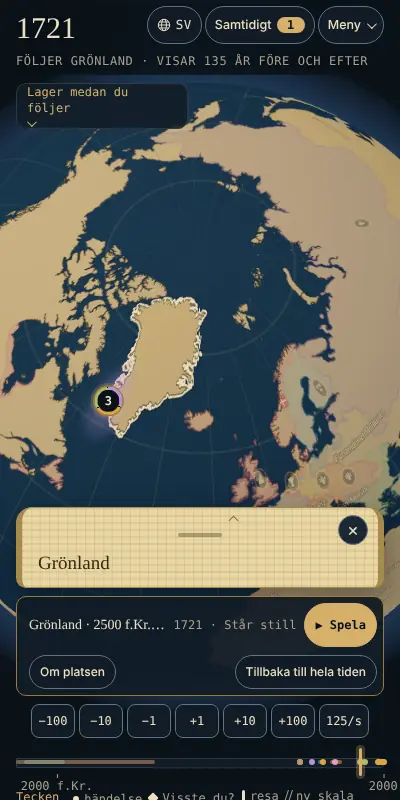 1721
SV
Samtidigt 1
Meny
FÖLJER GRÖNLAND · VISAR 135 ÅR FÖRE OCH EFTER
Lager medan du
följer
3
Grönland
Grönland · 2500 f.Kr.… 1721 · Står still
Spela
Om platsen
Tillbaka till hela tiden
−100
−10
−1
+1
+10
+100
125/s
2000 f.Kr.
2000
Tecken händelse Visste du? resa // ny skala